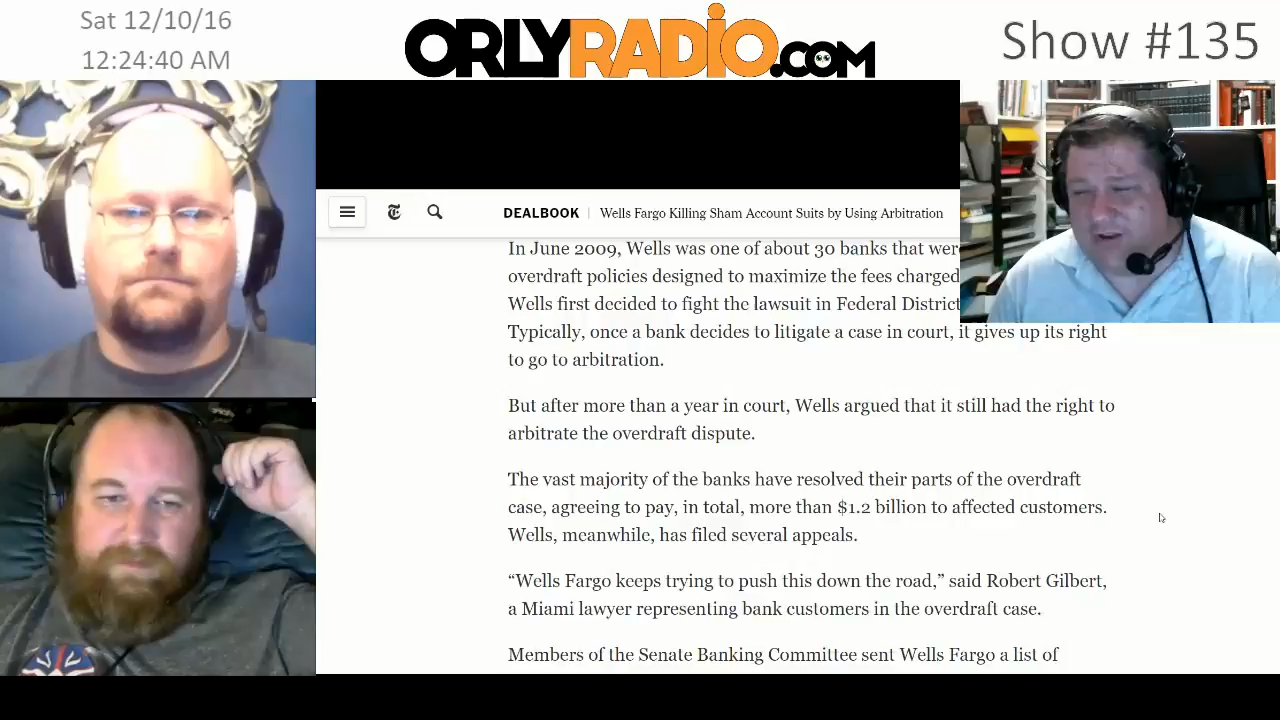 Sat 12/10/16
12:24:40 AM
ORLYRADiO.COM
Show #135
DEALBOOK | Wells Fargo Killing Sham Account Suits by Using Arbitration
In June 2009, Wells was one of about 30 banks that
overdraft policies designed to maximize the fees charged
Wells first decided to fight the lawsuit in Federal
Typically, once a bank decides to litigate a case in court, it gives up its right
to go to arbitration.
But after more than a year in court, Wells argued that it still had the right to
arbitrate the overdraft dispute.
The vast majority of the banks have resolved their parts of the overdraft
case, agreeing to pay, in total, more than $1.2 billion to affected customers.
Wells, meanwhile, has filed several appeals.
“Wells Fargo keeps trying to push this down the road,” said Robert Gilbert,
a Miami lawyer representing bank customers in the overdraft case.
Members of the Senate Banking Committee sent Wells Fargo a list of